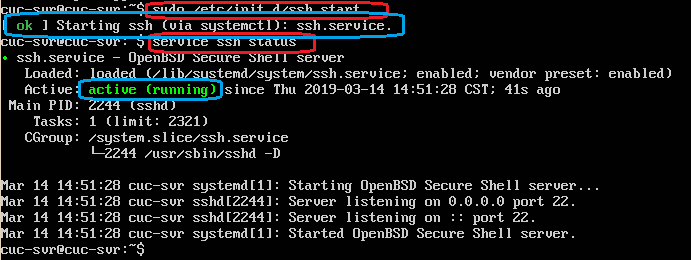 cuc-svr@cuc-svr:~$ sudo /etc/init.d/ssh start
[ ok ] Starting ssh (via systemctl): ssh.service.
cuc-svr@cuc-svr:~$ service ssh status
● ssh.service - OpenBSD Secure Shell server
Loaded: loaded (/lib/systemd/system/ssh.service; enabled; vendor preset: enabled)
Active: active (running) since Thu 2019-03-14 14:51:28 CST; 41s ago
Main PID: 2244 (sshd)
Tasks: 1 (limit: 2321)
CGroup: /system.slice/ssh.service
└─2244 /usr/sbin/sshd -D
Mar 14 14:51:28 cuc-svr systemd[1]: Starting OpenBSD Secure Shell server...
Mar 14 14:51:28 cuc-svr sshd[2244]: Server listening on 0.0.0.0 port 22.
Mar 14 14:51:28 cuc-svr sshd[2244]: Server listening on :: port 22.
Mar 14 14:51:28 cuc-svr systemd[1]: Started OpenBSD Secure Shell server.
cuc-svr@cuc-svr:~$